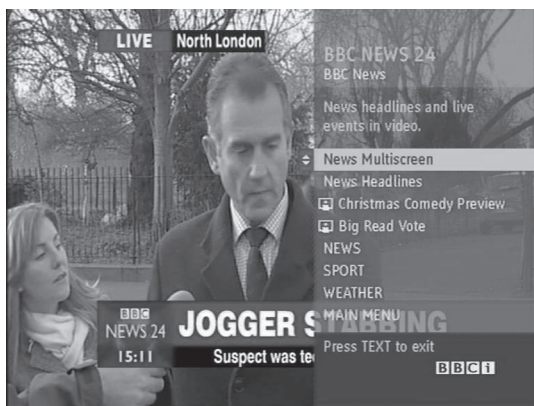 LIVE North London
BBC NEWS 24
BBC News
News headlines and live
events in video.
News Multiscreen
News Headlines
Christmas Comedy Preview
Big Read Vote
NEWS
SPORT
WEATHER
MAIN MENU
Press TEXT to exit
BBCi
BBC
NEWS 24
15:11
JOGGER STABBING
Suspect was